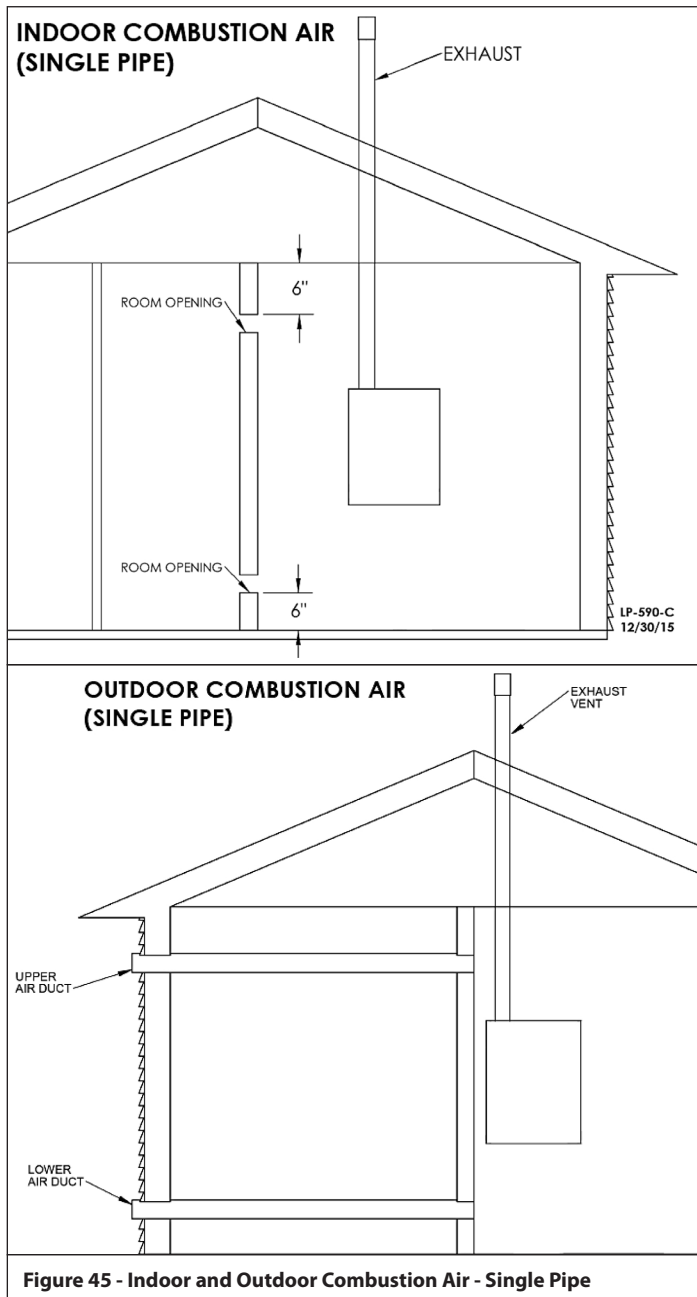 INDOOR COMBUSTION AIR
(SINGLE PIPE)
EXHAUST
6"
ROOM OPENING
ROOM OPENING
6"
LP-590-C
12/30/15
OUTDOOR COMBUSTION AIR
(SINGLE PIPE)
EXHAUST
VENT
UPPER
AIR DUCT
LOWER
AIR DUCT
Figure 45 - Indoor and Outdoor Combustion Air - Single Pipe